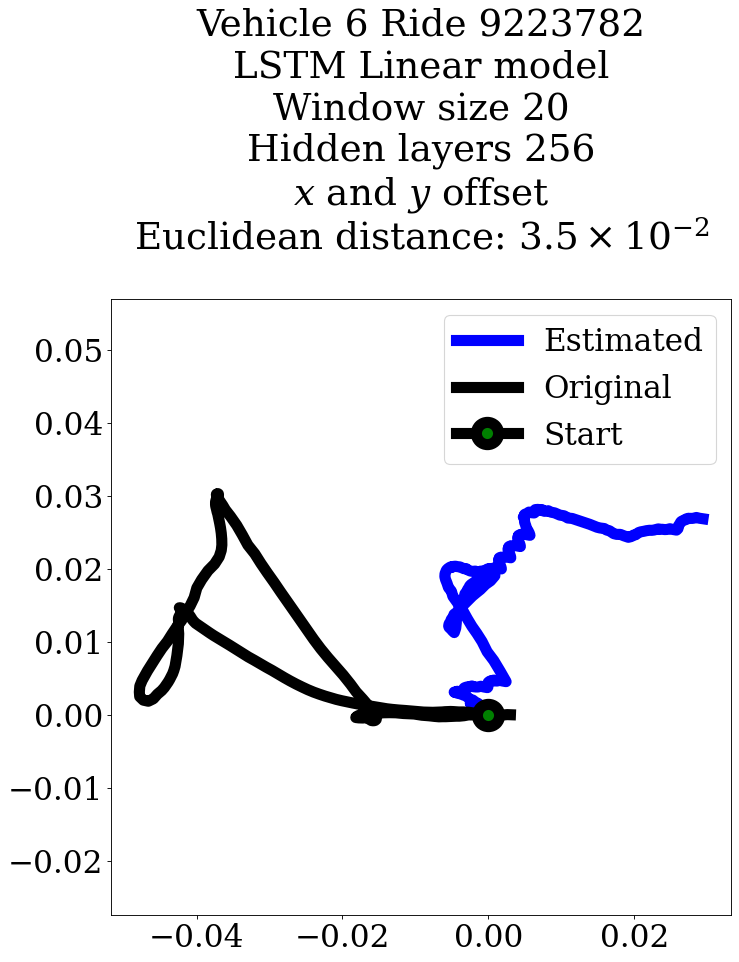 Vehicle 6 Ride 9223782
LSTM Linear model
Window size 20
Hidden layers 256
x and y offset
Euclidean distance: 3.5 × 10⁻²
Estimated
Original
Start
0.05
0.04
0.03
0.02
0.01
0.00
−0.01
−0.02
−0.04 −0.02 0.00 0.02